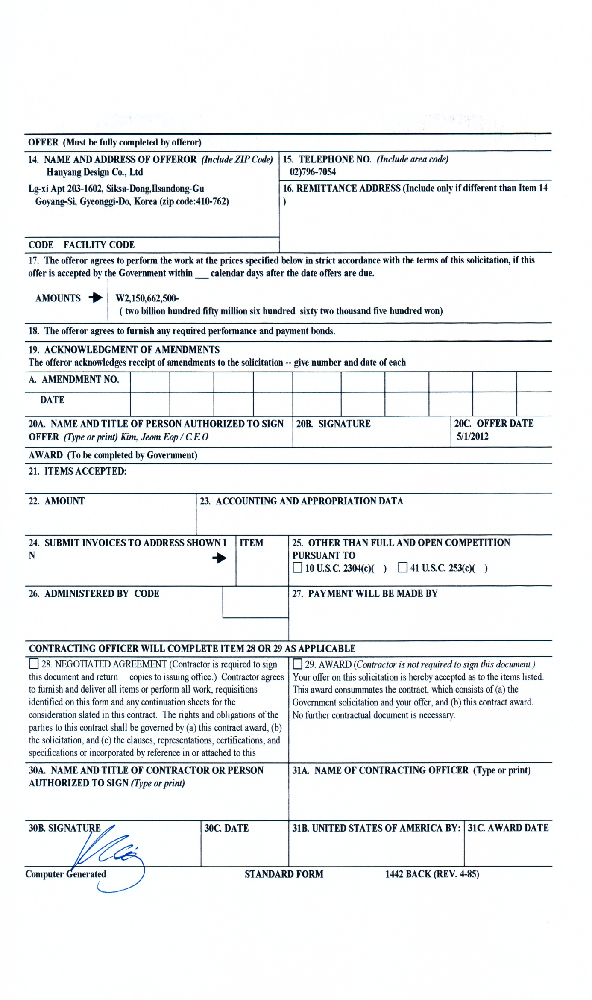 OFFER (Must be fully completed by offeror)
14. NAME AND ADDRESS OF OFFEROR (Include ZIP Code)
Hanyang Design Co., Ltd
Lg-xi Apt 203-1602, Siksa-Dong,Ilsandong-Gu
Goyang-Si, Gyeonggi-Do, Korea (zip code:410-762)
15. TELEPHONE NO. (Include area code)
02)796-7054
16. REMITTANCE ADDRESS (Include only if different than Item 14
)
CODE FACILITY CODE
17. The offeror agrees to perform the work at the prices specified below in strict accordance with the terms of this solicitation, if this
offer is accepted by the Government within ___ calendar days after the date offers are due.
AMOUNTS W2,150,662,500-
( two billion hundred fifty million six hundred sixty two thousand five hundred won)
18. The offeror agrees to furnish any required performance and payment bonds.
19. ACKNOWLEDGMENT OF AMENDMENTS
The offeror acknowledges receipt of amendments to the solicitation -- give number and date of each
A. AMENDMENT NO.
DATE
20A. NAME AND TITLE OF PERSON AUTHORIZED TO SIGN
OFFER (Type or print) Kim, Jeom Eop / C.E.O
20B. SIGNATURE
20C. OFFER DATE
5/1/2012
AWARD (To be completed by Government)
21. ITEMS ACCEPTED:
22. AMOUNT
23. ACCOUNTING AND APPROPRIATION DATA
24. SUBMIT INVOICES TO ADDRESS SHOWN I
N
ITEM
25. OTHER THAN FULL AND OPEN COMPETITION
PURSUANT TO
10 U.S.C. 2304(c)( ) 41 U.S.C. 253(c)( )
26. ADMINISTERED BY CODE
27. PAYMENT WILL BE MADE BY
CONTRACTING OFFICER WILL COMPLETE ITEM 28 OR 29 AS APPLICABLE
28. NEGOTIATED AGREEMENT (Contractor is required to sign
this document and return copies to issuing office.) Contractor agrees
to furnish and deliver all items or perform all work, requisitions
identified on this form and any continuation sheets for the
consideration slated in this contract. The rights and obligations of the
parties to this contract shall be governed by (a) this contract award, (b)
the solicitation, and (c) the clauses, representations, certifications, and
specifications or incorporated by reference in or attached to this
29. AWARD (Contractor is not required to sign this document.)
Your offer on this solicitation is hereby accepted as to the items listed.
This award consummates the contract, which consists of (a) the
Government solicitation and your offer, and (b) this contract award.
No further contractual document is necessary.
30A. NAME AND TITLE OF CONTRACTOR OR PERSON
AUTHORIZED TO SIGN (Type or print)
31A. NAME OF CONTRACTING OFFICER (Type or print)
30B. SIGNATURE
30C. DATE
31B. UNITED STATES OF AMERICA BY:
31C. AWARD DATE
Computer Generated
STANDARD FORM
1442 BACK (REV. 4-85)